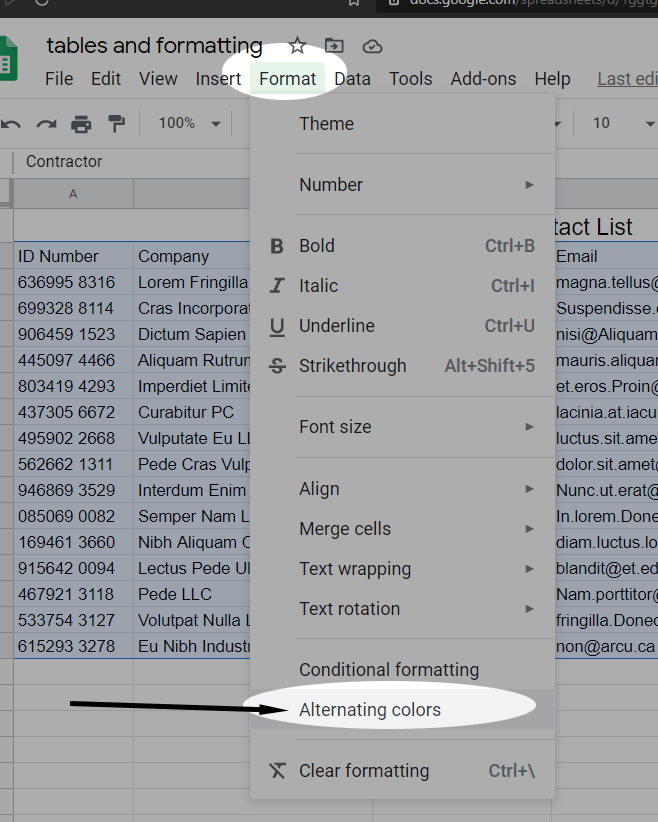 docs.google.com/spreadsheets/d/
tables and formatting
File Edit View Insert Format Data Tools Add-ons Help Last edi
100% 10
Contractor
A
tact List
ID Number Company Email
636995 8316 Lorem Fringilla magna.tellus@
699328 8114 Cras Incorporat Suspendisse.
906459 1523 Dictum Sapien nisi@Aliquam
445097 4466 Aliquam Rutrum mauris.aliquar
803419 4293 Imperdiet Limite et.eros.Proin@
437305 6672 Curabitur PC lacinia.at.iacu
495902 2668 Vulputate Eu LL luctus.sit.ame
562662 1311 Pede Cras Vulp dolor.sit.amet@
946869 3529 Interdum Enim Nunc.ut.erat@
085069 0082 Semper Nam L In.lorem.Done
169461 3660 Nibh Aliquam C diam.luctus.lo
915642 0094 Lectus Pede Ul blandit@et.ed
467921 3118 Pede LLC Nam.porttitor@
533754 3127 Volutpat Nulla L fringilla.Donec
615293 3278 Eu Nibh Industr non@arcu.ca
Theme
Number
B Bold Ctrl+B
I Italic Ctrl+I
U Underline Ctrl+U
S Strikethrough Alt+Shift+5
Font size
Align
Merge cells
Text wrapping
Text rotation
Conditional formatting
Alternating colors
Clear formatting Ctrl+\